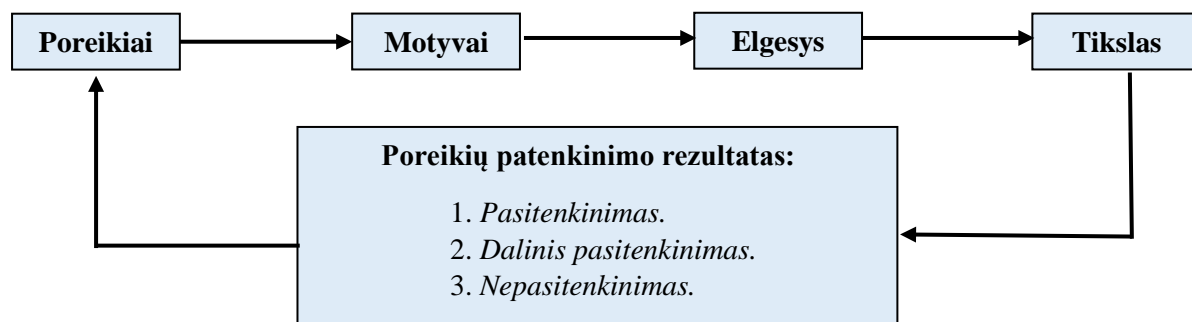 Poreikiai
Motyvai
Elgesys
Tikslas
Poreikių patenkinimo rezultatas:
1. Pasitenkinimas.
2. Dalinis pasitenkinimas.
3. Nepasitenkinimas.